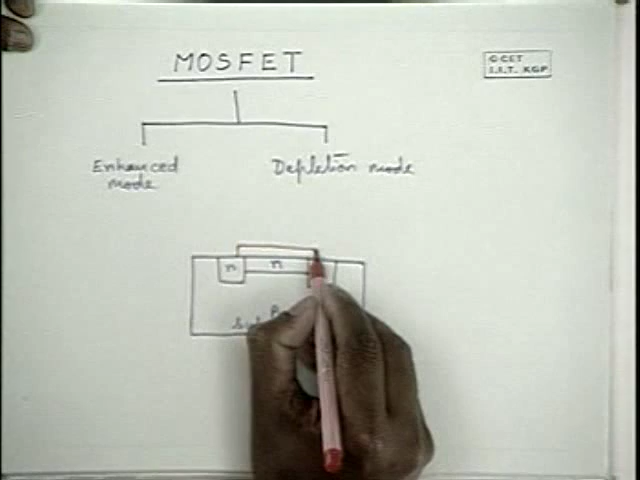 MOSFET
© CET
I.I.T. KGP
Enhanced
mode
Depletion mode
n
n
P